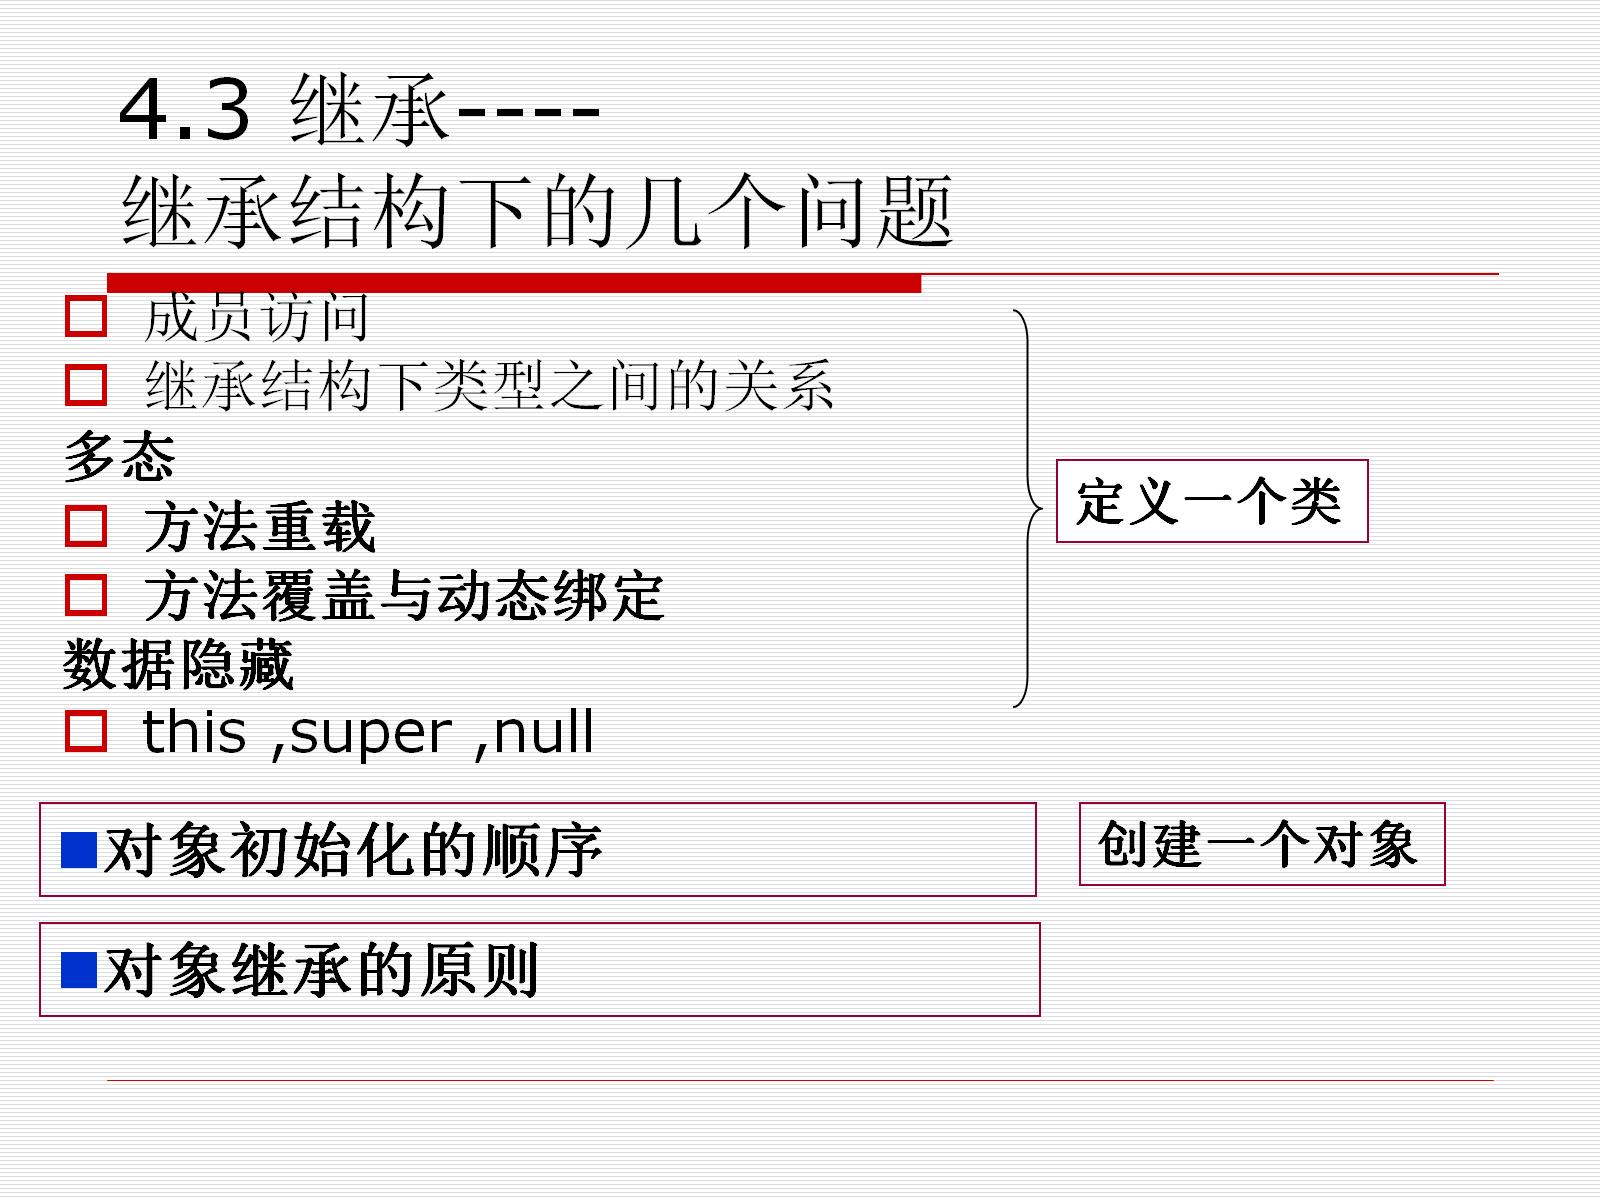 4.3 继承----
继承结构下的几个问题
成员访问
继承结构下类型之间的关系
多态
方法重载
方法覆盖与动态绑定
数据隐藏
this ,super ,null
定义一个类
对象初始化的顺序
创建一个对象
对象继承的原则